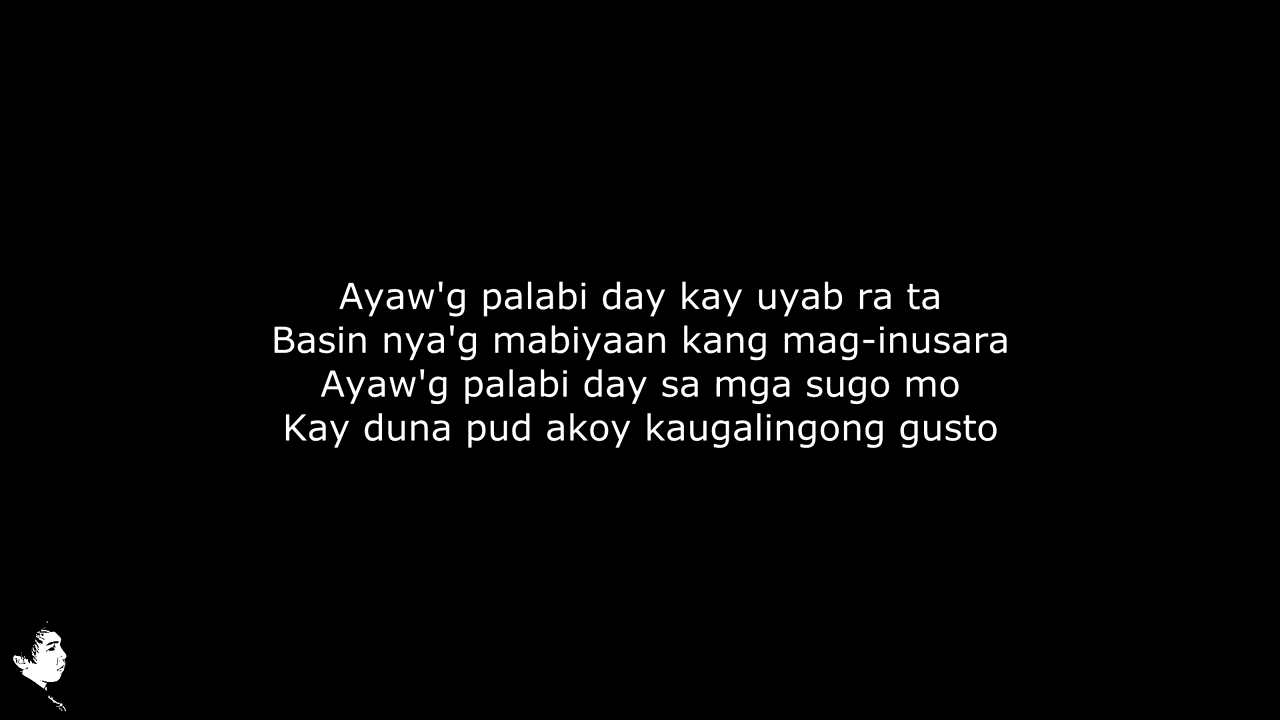 Ayaw'g palabi day kay uyab ra ta
Basin nya'g mabiyaan kang mag-inusara
Ayaw'g palabi day sa mga sugo mo
Kay duna pud akoy kaugalingong gusto